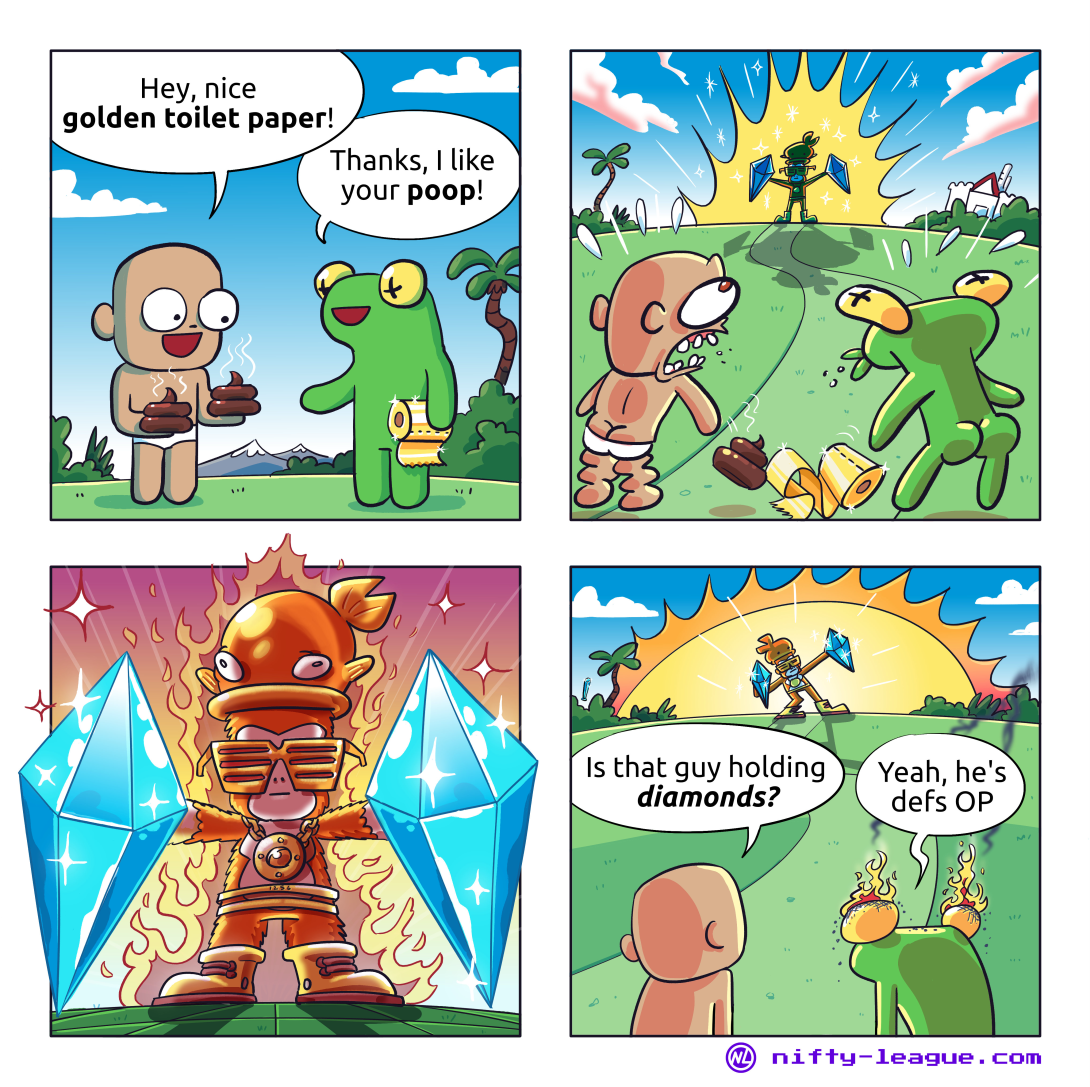 Hey, nice
golden toilet paper!
Thanks, I like
your poop!
Is that guy holding
diamonds?
Yeah, he's
defs OP
NL nifty-league.com